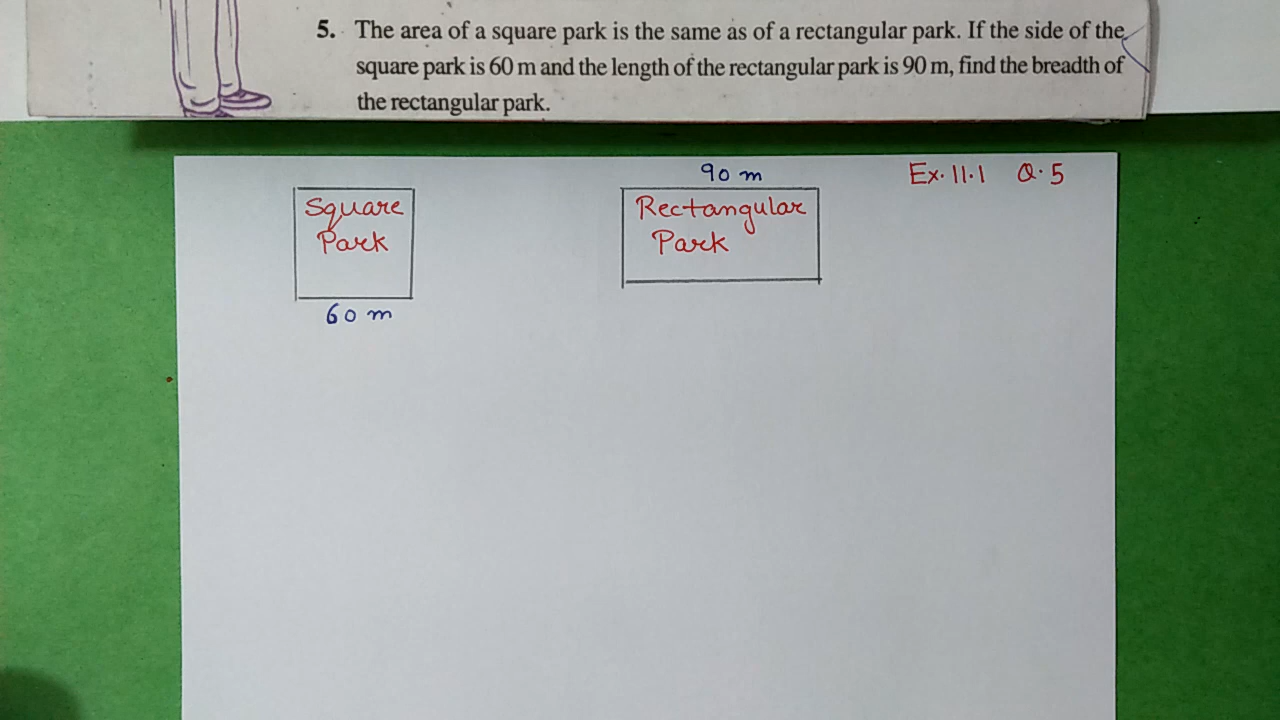 5. The area of a square park is the same as of a rectangular park. If the side of the
square park is 60 m and the length of the rectangular park is 90 m, find the breadth of
the rectangular park.
90 m
Ex. 11.1 Q. 5
Square
Park
Rectangular
Park
60 m